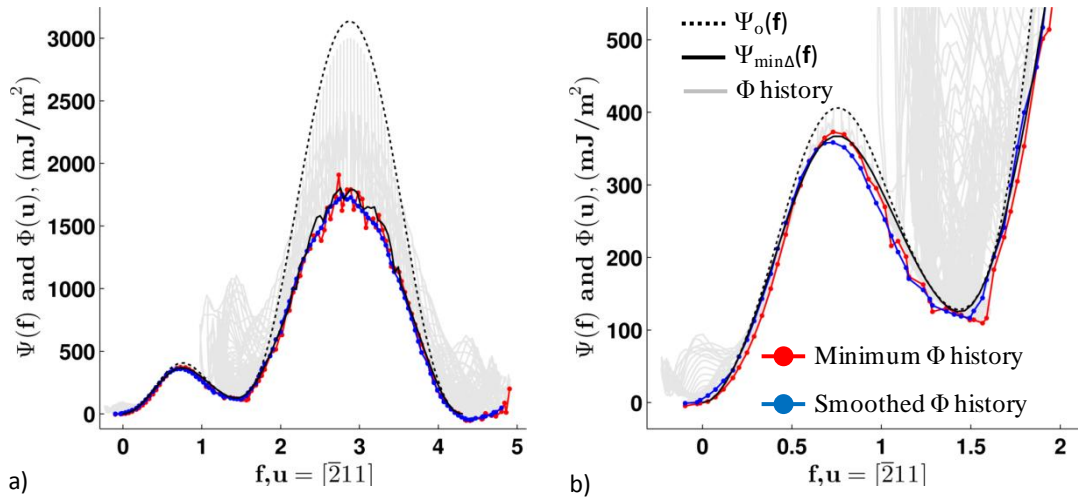 3000
2500
2000
1500
1000
500
0
Ψ(f) and Φ(u), (mJ/m²)
0 1 2 3 4 5
f,u = [2̅11]
a)
500
400
300
200
100
0
Ψ(f) and Φ(u), (mJ/m²)
Ψₒ(f)
ΨminΔ(f)
Φ history
Minimum Φ history
Smoothed Φ history
0 0.5 1 1.5 2
f,u = [2̅11]
b)